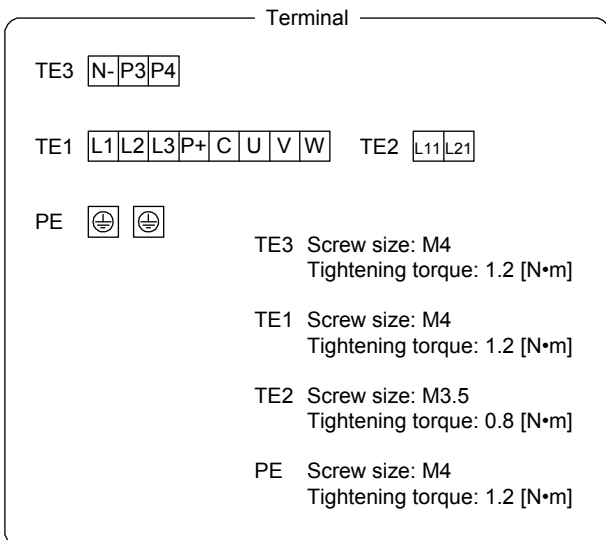 Terminal
TE3 N- P3 P4
TE1 L1 L2 L3 P+ C U V W TE2 L11 L21
PE
TE3 Screw size: M4
Tightening torque: 1.2 [N•m]
TE1 Screw size: M4
Tightening torque: 1.2 [N•m]
TE2 Screw size: M3.5
Tightening torque: 0.8 [N•m]
PE Screw size: M4
Tightening torque: 1.2 [N•m]